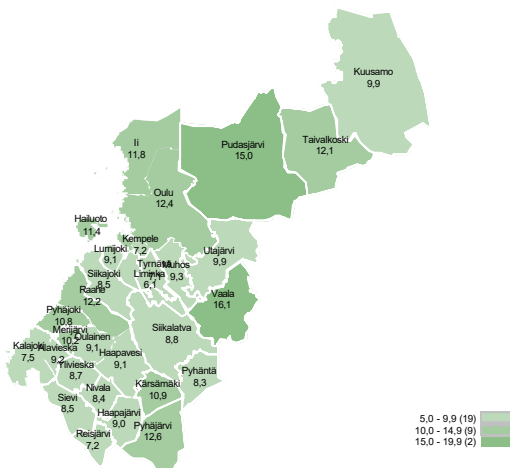 Kuusamo
9,9
Ii
11,8
Pudasjärvi
15,0
Taivalkoski
12,1
Oulu
12,4
Hailuoto
11,4
Kempele
7,2
Utajärvi
9,9
Lumijoki
9,1
Tyrnävä
7,1
Muhos
9,3
Liminka
6,1
Siikajoki
8,5
Raahe
12,2
Vaala
16,1
Pyhäjoki
10,8
Merijärvi
10,2
Oulainen
9,1
Siikalatva
8,8
Kalajoki
7,5
Alavieska
9,2
Haapavesi
9,1
Ylivieska
8,7
Pyhäntä
8,3
Nivala
8,4
Kärsämäki
10,9
Sievi
8,5
Haapajärvi
9,0
Reisjärvi
7,2
Pyhäjärvi
12,6
5,0 - 9,9 (19)
10,0 - 14,9 (9)
15,0 - 19,9 (2)